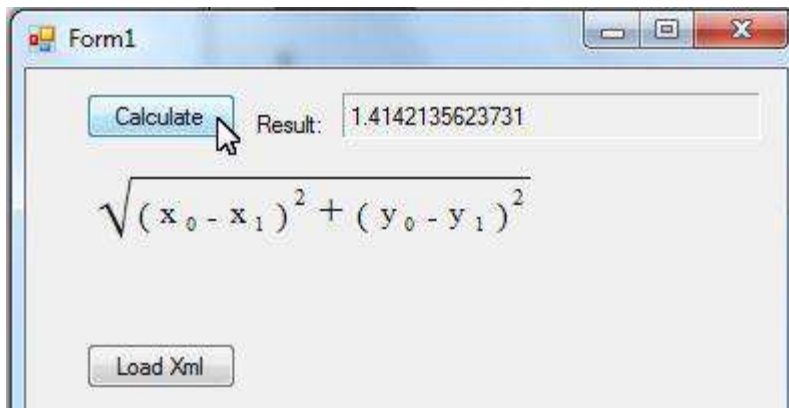 Form1
Calculate Result: 1.4142135623731
√(x₀ - x₁)² + (y₀ - y₁)²
Load Xml